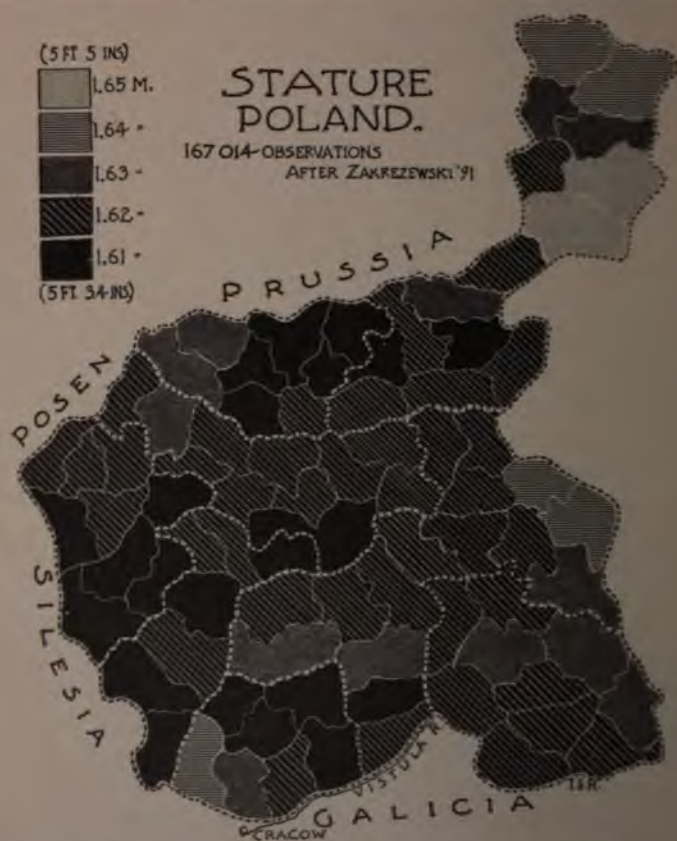 (5 FT 5 INS)
1.65 M.
1.64 "
1.63 "
1.62 "
1.61 "
(5 FT 3.4 INS)
STATURE
POLAND.
167 014 OBSERVATIONS
AFTER ZAKREZEWSKI '91
PRUSSIA
POSEN
SILESIA
VISTULA R
GALICIA
CRACOW